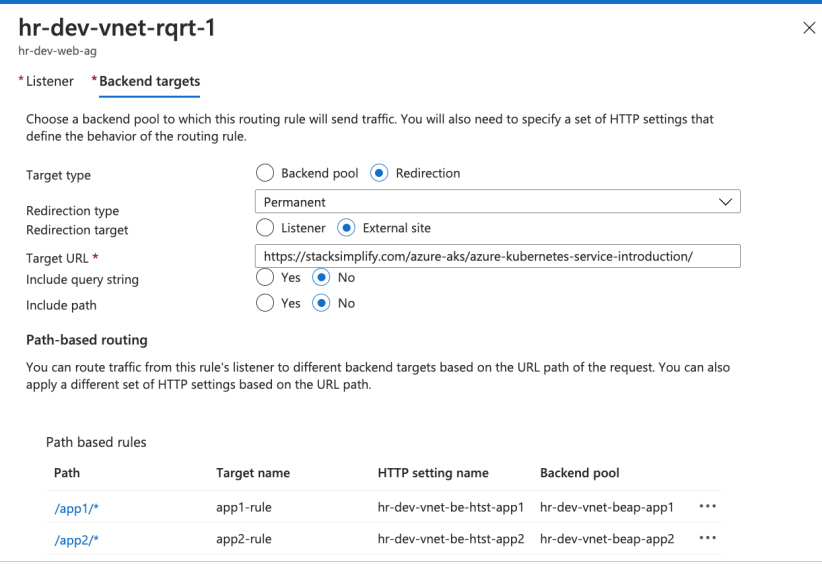 hr-dev-vnet-rqrt-1
hr-dev-web-ag
* Listener * Backend targets
Choose a backend pool to which this routing rule will send traffic. You will also need to specify a set of HTTP settings that
define the behavior of the routing rule.
Target type Backend pool Redirection
Redirection type Permanent
Redirection target Listener External site
Target URL * https://stacksimplify.com/azure-aks/azure-kubernetes-service-introduction/
Include query string Yes No
Include path Yes No
Path-based routing
You can route traffic from this rule's listener to different backend targets based on the URL path of the request. You can also
apply a different set of HTTP settings based on the URL path.
Path based rules
Path Target name HTTP setting name Backend pool
/app1/* app1-rule hr-dev-vnet-be-htst-app1 hr-dev-vnet-beap-app1
/app2/* app2-rule hr-dev-vnet-be-htst-app2 hr-dev-vnet-beap-app2